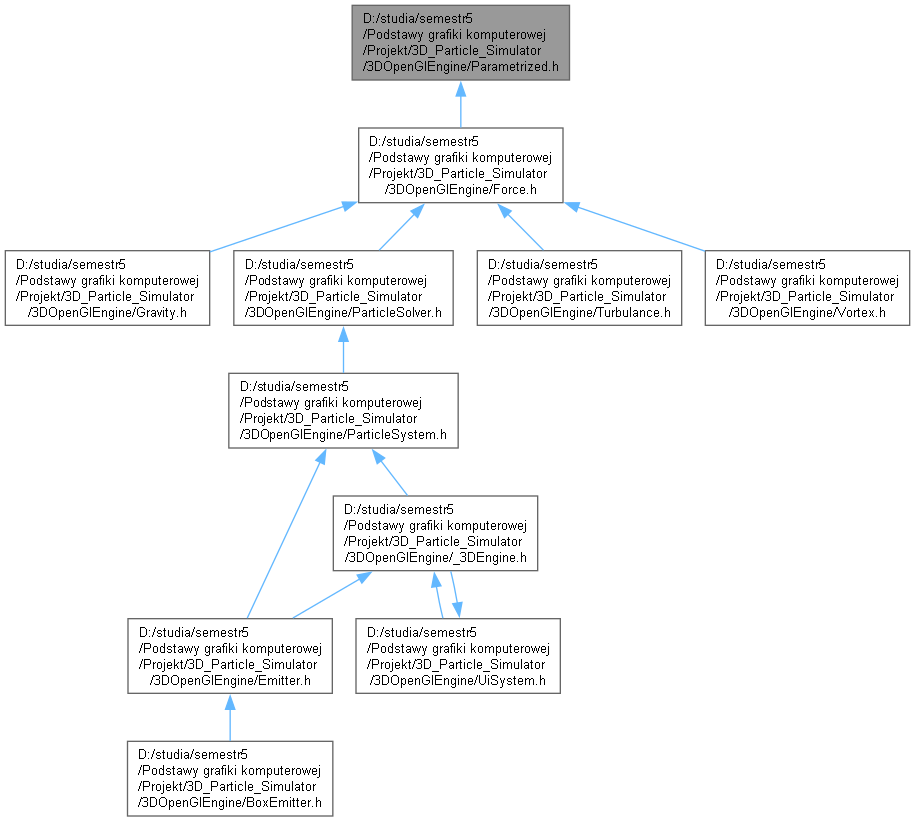 D:/studia/semestr5
/Podstawy grafiki komputerowej
/Projekt/3D_Particle_Simulator
/3DOpenGlEngine/Parametrized.h
D:/studia/semestr5
/Podstawy grafiki komputerowej
/Projekt/3D_Particle_Simulator
/3DOpenGlEngine/Force.h
D:/studia/semestr5
/Podstawy grafiki komputerowej
/Projekt/3D_Particle_Simulator
/3DOpenGlEngine/Gravity.h
D:/studia/semestr5
/Podstawy grafiki komputerowej
/Projekt/3D_Particle_Simulator
/3DOpenGlEngine/ParticleSolver.h
D:/studia/semestr5
/Podstawy grafiki komputerowej
/Projekt/3D_Particle_Simulator
/3DOpenGlEngine/Turbulance.h
D:/studia/semestr5
/Podstawy grafiki komputerowej
/Projekt/3D_Particle_Simulator
/3DOpenGlEngine/Vortex.h
D:/studia/semestr5
/Podstawy grafiki komputerowej
/Projekt/3D_Particle_Simulator
/3DOpenGlEngine/ParticleSystem.h
D:/studia/semestr5
/Podstawy grafiki komputerowej
/Projekt/3D_Particle_Simulator
/3DOpenGlEngine/_3DEngine.h
D:/studia/semestr5
/Podstawy grafiki komputerowej
/Projekt/3D_Particle_Simulator
/3DOpenGlEngine/Emitter.h
D:/studia/semestr5
/Podstawy grafiki komputerowej
/Projekt/3D_Particle_Simulator
/3DOpenGlEngine/UiSystem.h
D:/studia/semestr5
/Podstawy grafiki komputerowej
/Projekt/3D_Particle_Simulator
/3DOpenGlEngine/BoxEmitter.h